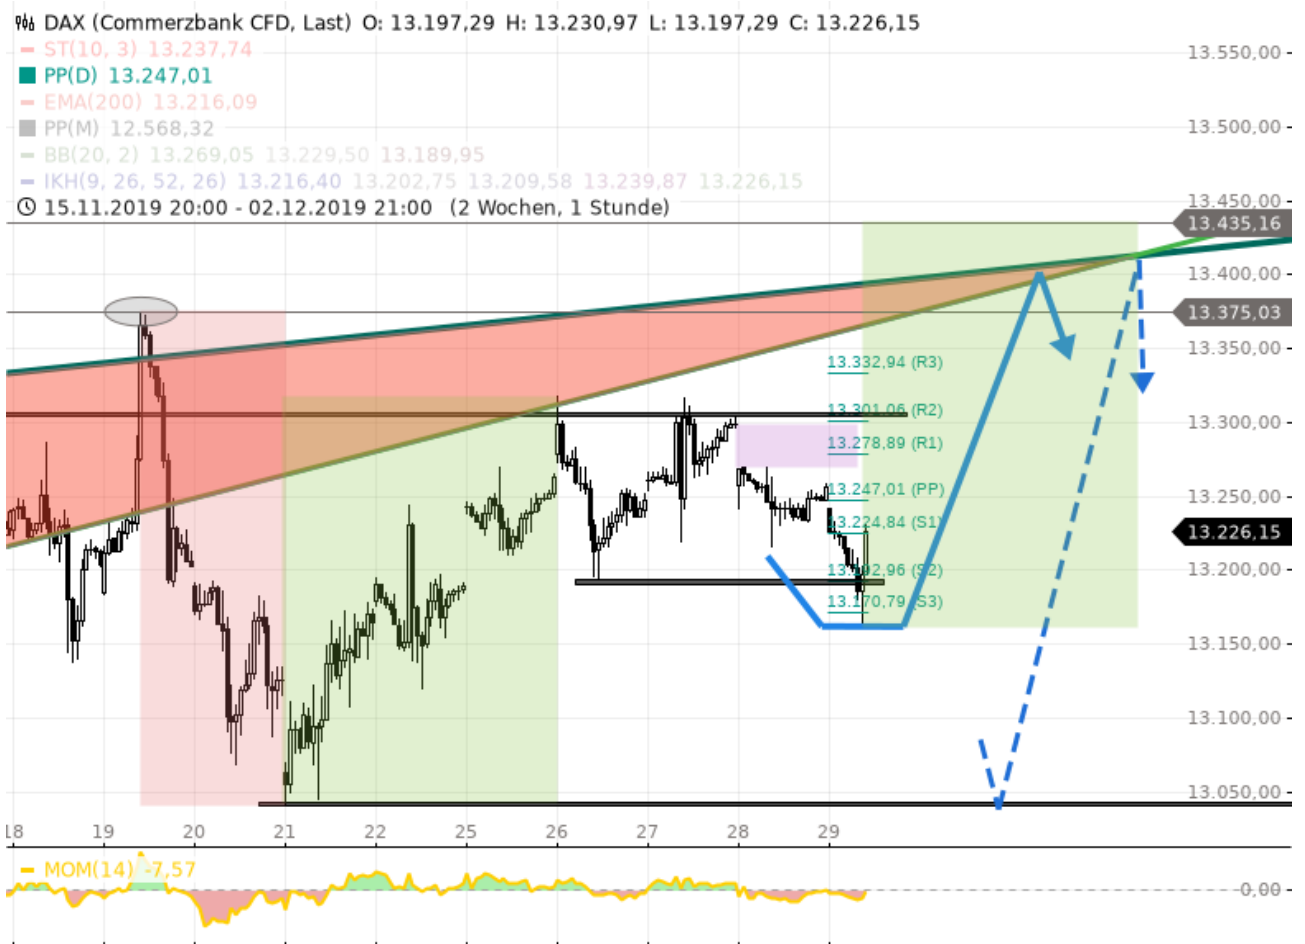 DAX (Commerzbank CFD, Last) O: 13.197,29 H: 13.230,97 L: 13.197,29 C: 13.226,15
ST(10, 3) 13.237,74
PP(D) 13.247,01
EMA(200) 13.216,09
PP(M) 12.568,32
BB(20, 2) 13.269,05 13.229,50 13.189,95
IKH(9, 26, 52, 26) 13.216,40 13.202,75 13.209,58 13.239,87 13.226,15
15.11.2019 20:00 - 02.12.2019 21:00 (2 Wochen, 1 Stunde)
13.550,00
13.500,00
13.450,00
13.435,16
13.400,00
13.375,03
13.350,00
13.332,94 (R3)
13.301,06 (R2)
13.300,00
13.278,89 (R1)
13.250,00
13.247,01 (PP)
13.224,84 (S1)
13.226,15
13.200,00
13.192,96 (S2)
13.170,79 (S3)
13.150,00
13.100,00
13.050,00
18 19 20 21 22 25 26 27 28 29
MOM(14) -7,57
0,00